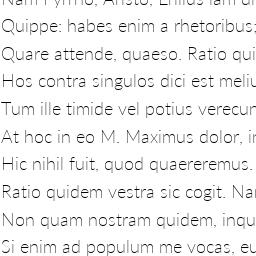 Nam Pyrrho, Aristo, Erillus iam di
Quippe: habes enim a rhetoribus;
Quare attende, quaeso. Ratio qui
Hos contra singulos dici est meliu
Tum ille timide vel potius verecun
At hoc in eo M. Maximus dolor, in
Hic nihil fuit, quod quaereremus.
Ratio quidem vestra sic cogit. Nam
Non quam nostram quidem, inqu
Si enim ad populum me vocas, eu